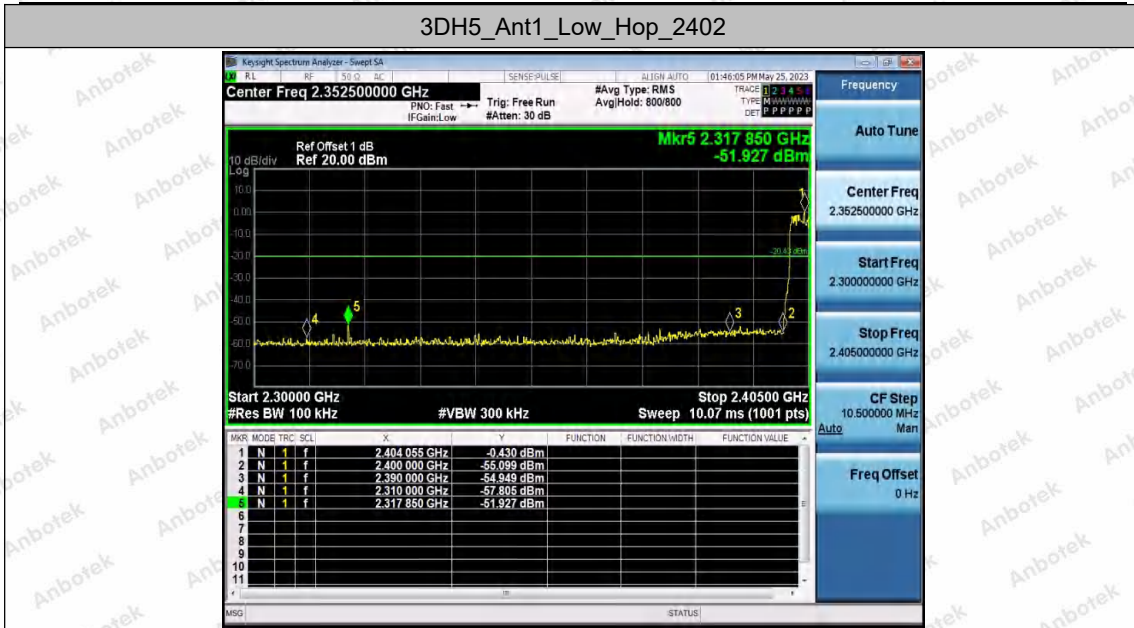 3DH5_Ant1_Low_Hop_2402
Keysight Spectrum Analyzer - Swept SA
RL RF 50 Ω AC SENSE:PULSE ALIGN AUTO 01:46:05 PM May 25, 2023
Center Freq 2.352500000 GHz
#Avg Type: RMS
Avg|Hold: 800/800
PNO: Fast
IFGain:Low
Trig: Free Run
#Atten: 30 dB
TRACE 1 2 3 4 5 6
TYPE M W W W W W
DET P P P P P P
Mkr5 2.317 850 GHz
-51.927 dBm
Ref Offset 1 dB
10 dB/div Ref 20.00 dBm
Log
10.0
0.00
-10.0
-20.0
-30.0
-40.0
-50.0
-60.0
-70.0
1
2
3
4
5
Start 2.30000 GHz Stop 2.40500 GHz
#Res BW 100 kHz #VBW 300 kHz Sweep 10.07 ms (1001 pts)
MKR MODE TRC SCL X Y FUNCTION FUNCTION WIDTH FUNCTION VALUE
1 N 1 f 2.404 055 GHz -0.430 dBm
2 N 1 f 2.400 000 GHz -55.099 dBm
3 N 1 f 2.390 000 GHz -54.949 dBm
4 N 1 f 2.310 000 GHz -57.805 dBm
5 N 1 f 2.317 850 GHz -51.927 dBm
6
7
8
9
10
11
MSG STATUS
Frequency
Auto Tune
Center Freq
2.352500000 GHz
Start Freq
2.300000000 GHz
Stop Freq
2.405000000 GHz
CF Step
10.500000 MHz
Auto Man
Freq Offset
0 Hz
Anbotek